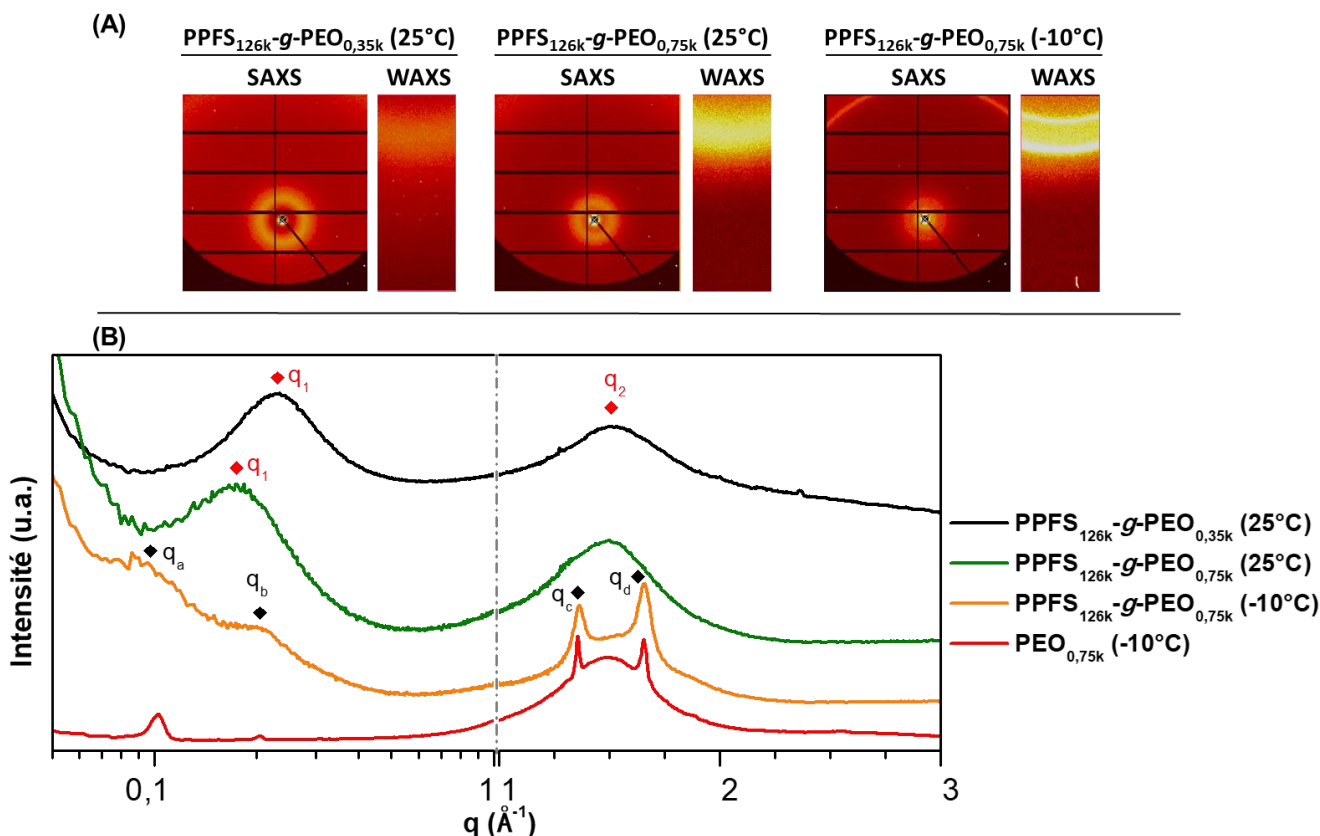 (A)
PPFS126k-g-PEO0,35k (25°C) PPFS126k-g-PEO0,75k (25°C) PPFS126k-g-PEO0,75k (-10°C)
SAXS WAXS SAXS WAXS SAXS WAXS
(B)
q1
q2
q1
qa
qb
qc
qd
Intensité (u.a.)
PPFS126k-g-PEO0,35k (25°C)
PPFS126k-g-PEO0,75k (25°C)
PPFS126k-g-PEO0,75k (-10°C)
PEO0,75k (-10°C)
0,1 1 1 2 3
q (Å-1)